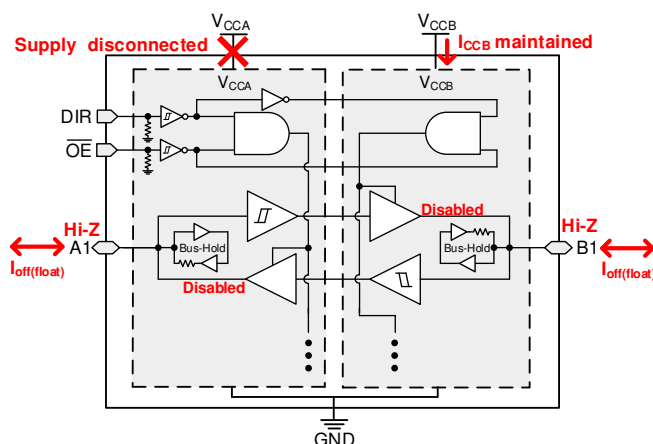 VCCA
VCCB
Supply disconnected
ICCB maintained
VCCA
VCCB
DIR
OE
Disabled
Hi-Z
Hi-Z
A1
Bus-Hold
Bus-Hold
B1
Ioff(float)
Ioff(float)
Disabled
GND